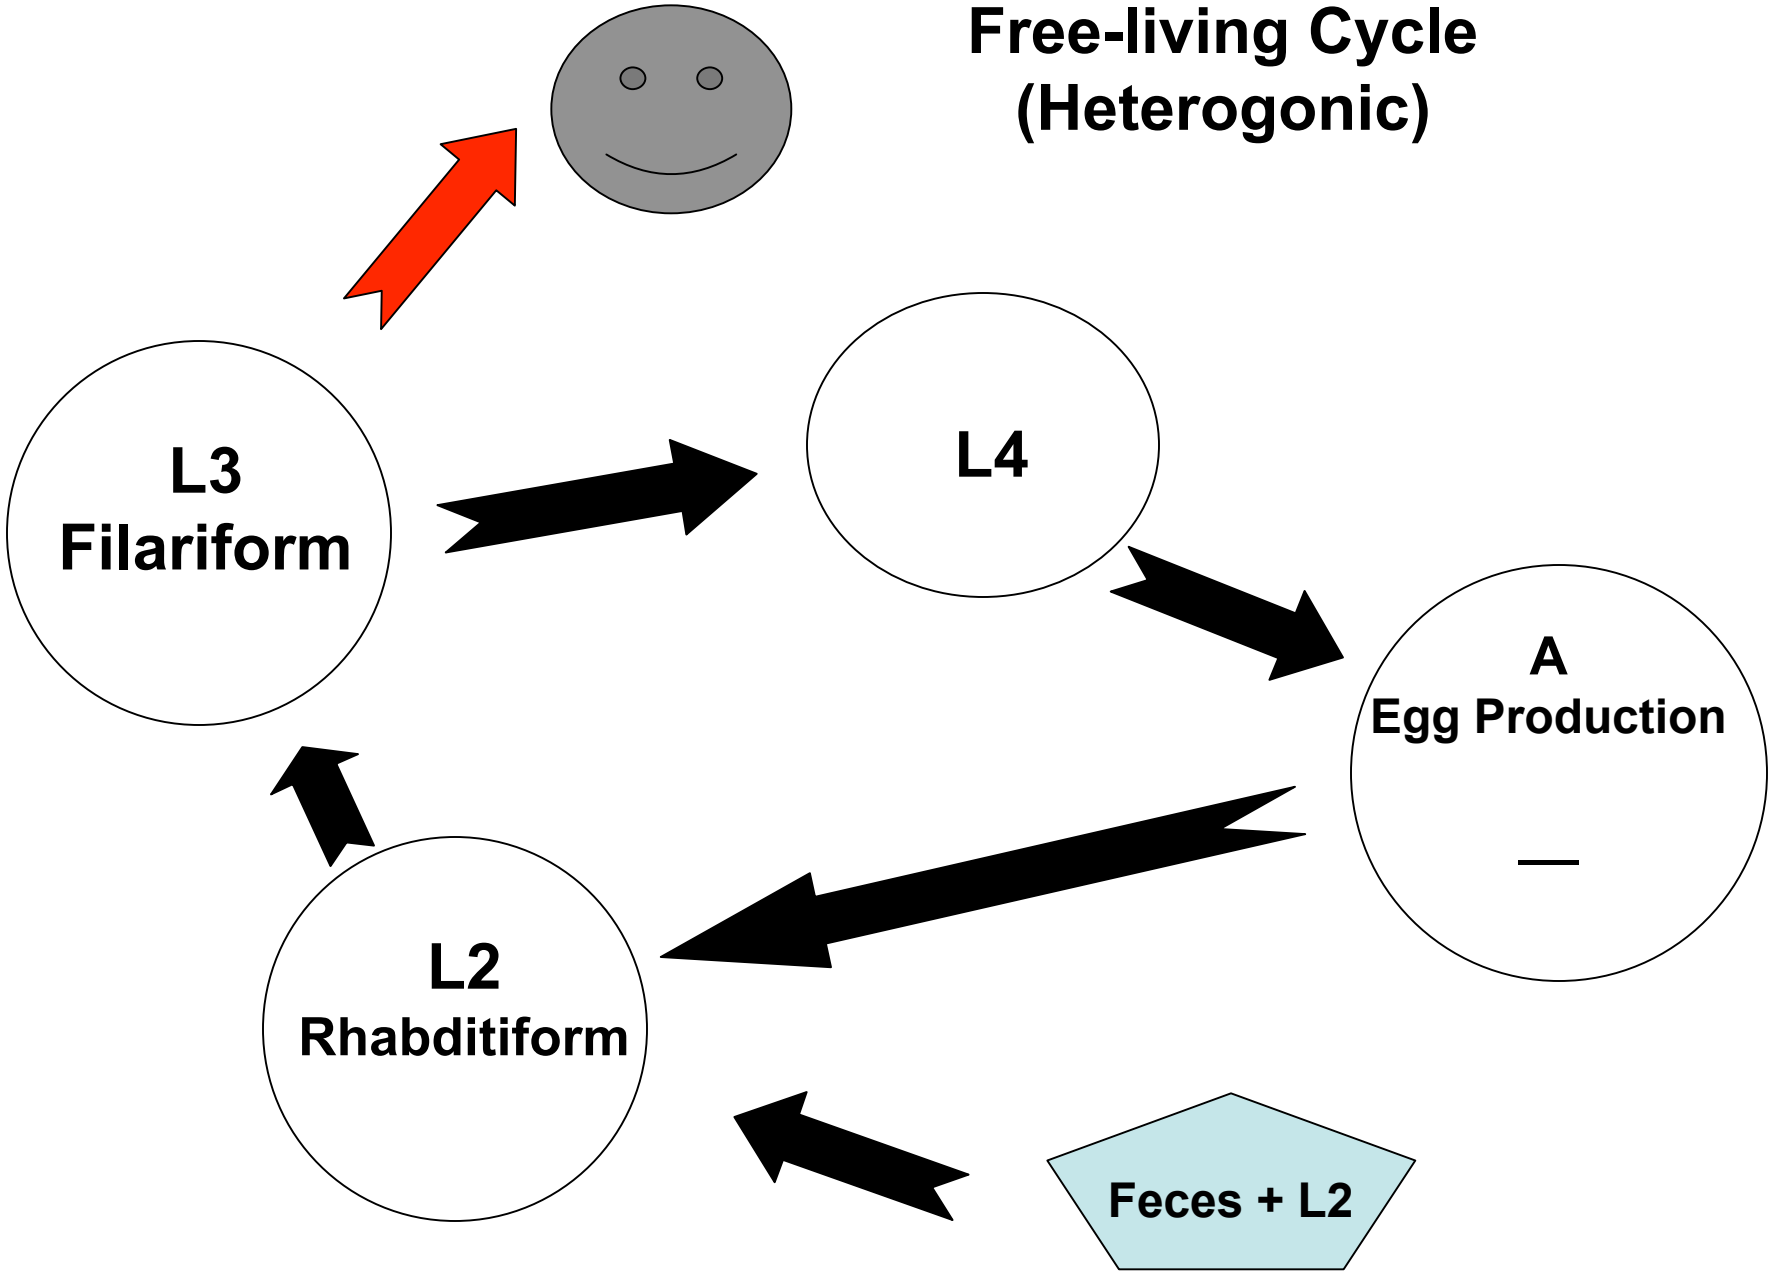 Free-living Cycle
(Heterogonic)
L3
Filariform
L4
A
Egg Production
L2
Rhabditiform
Feces + L2